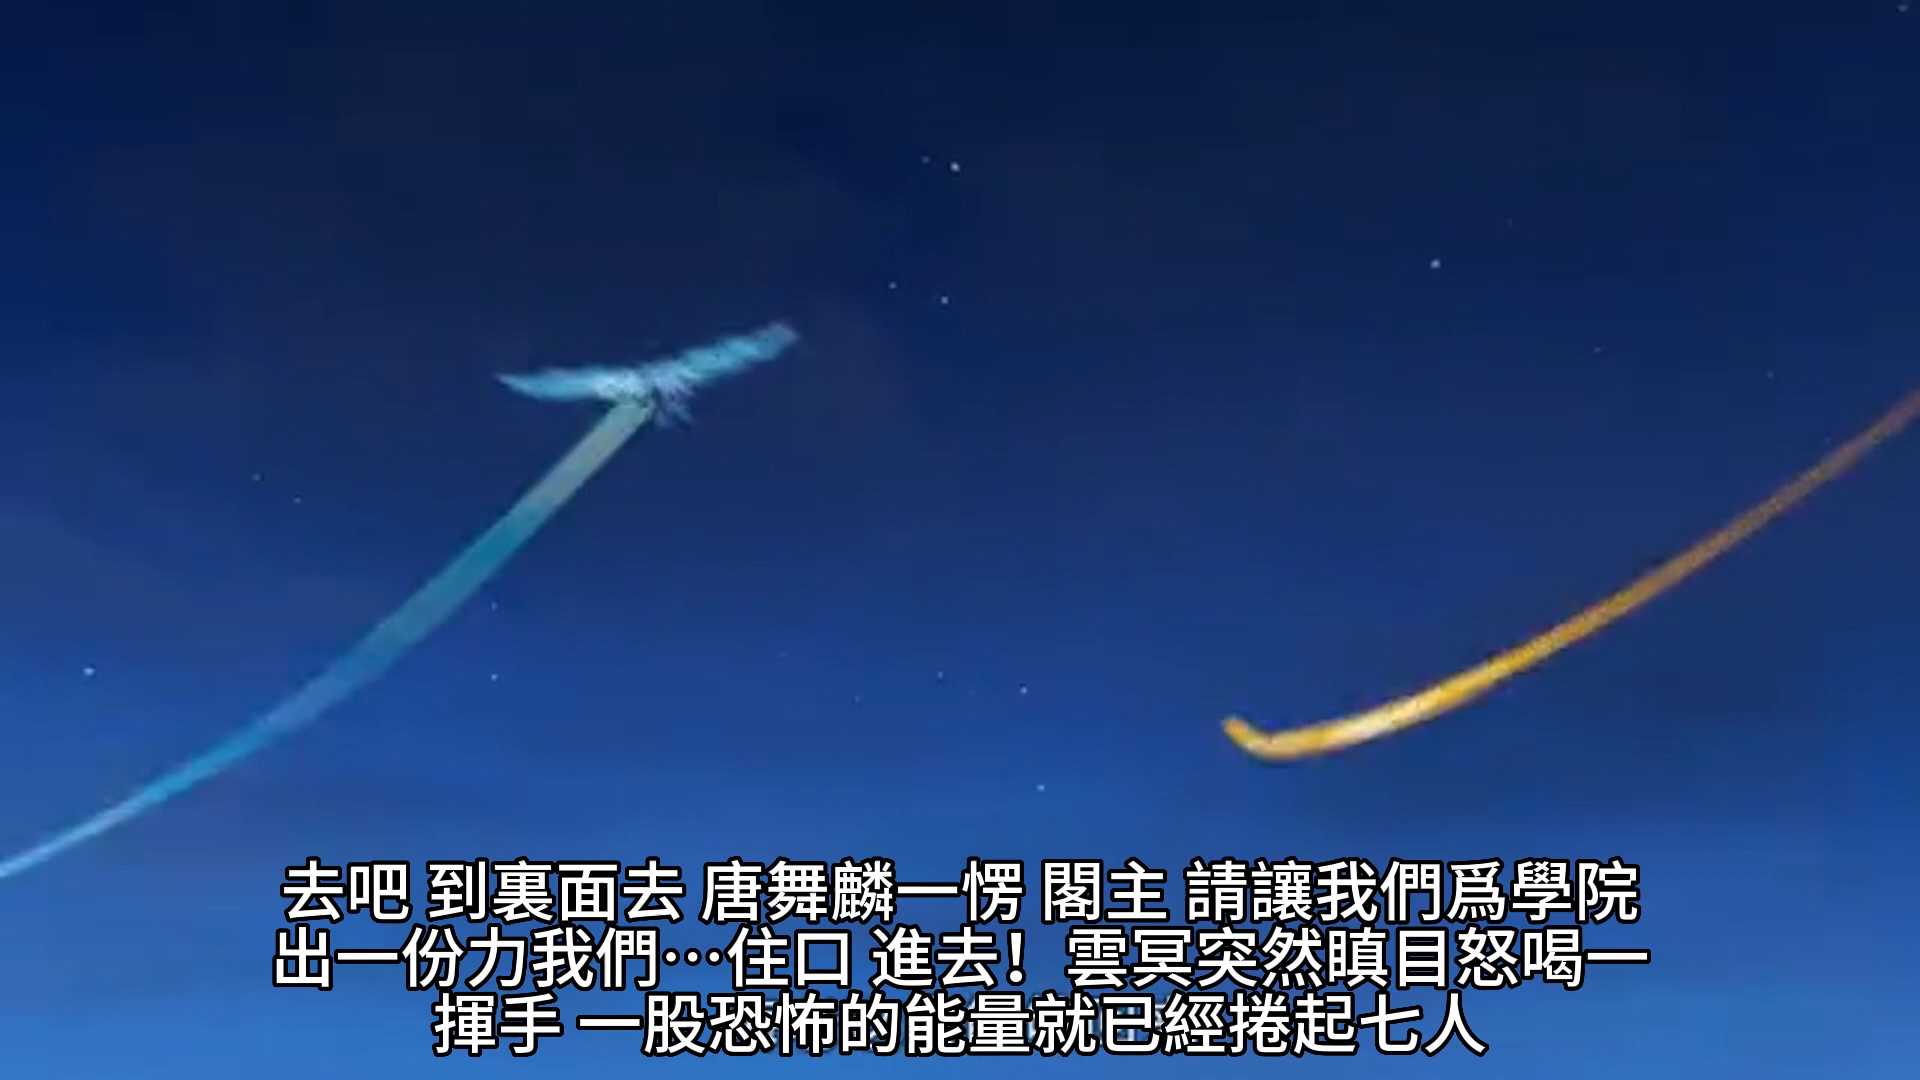 去吧 到裏面去 唐舞麟一愣 閣主 請讓我們爲學院
出一份力我們…住口 進去！雲冥突然瞋目怒喝一
揮手 一股恐怖的能量就已經捲起七人